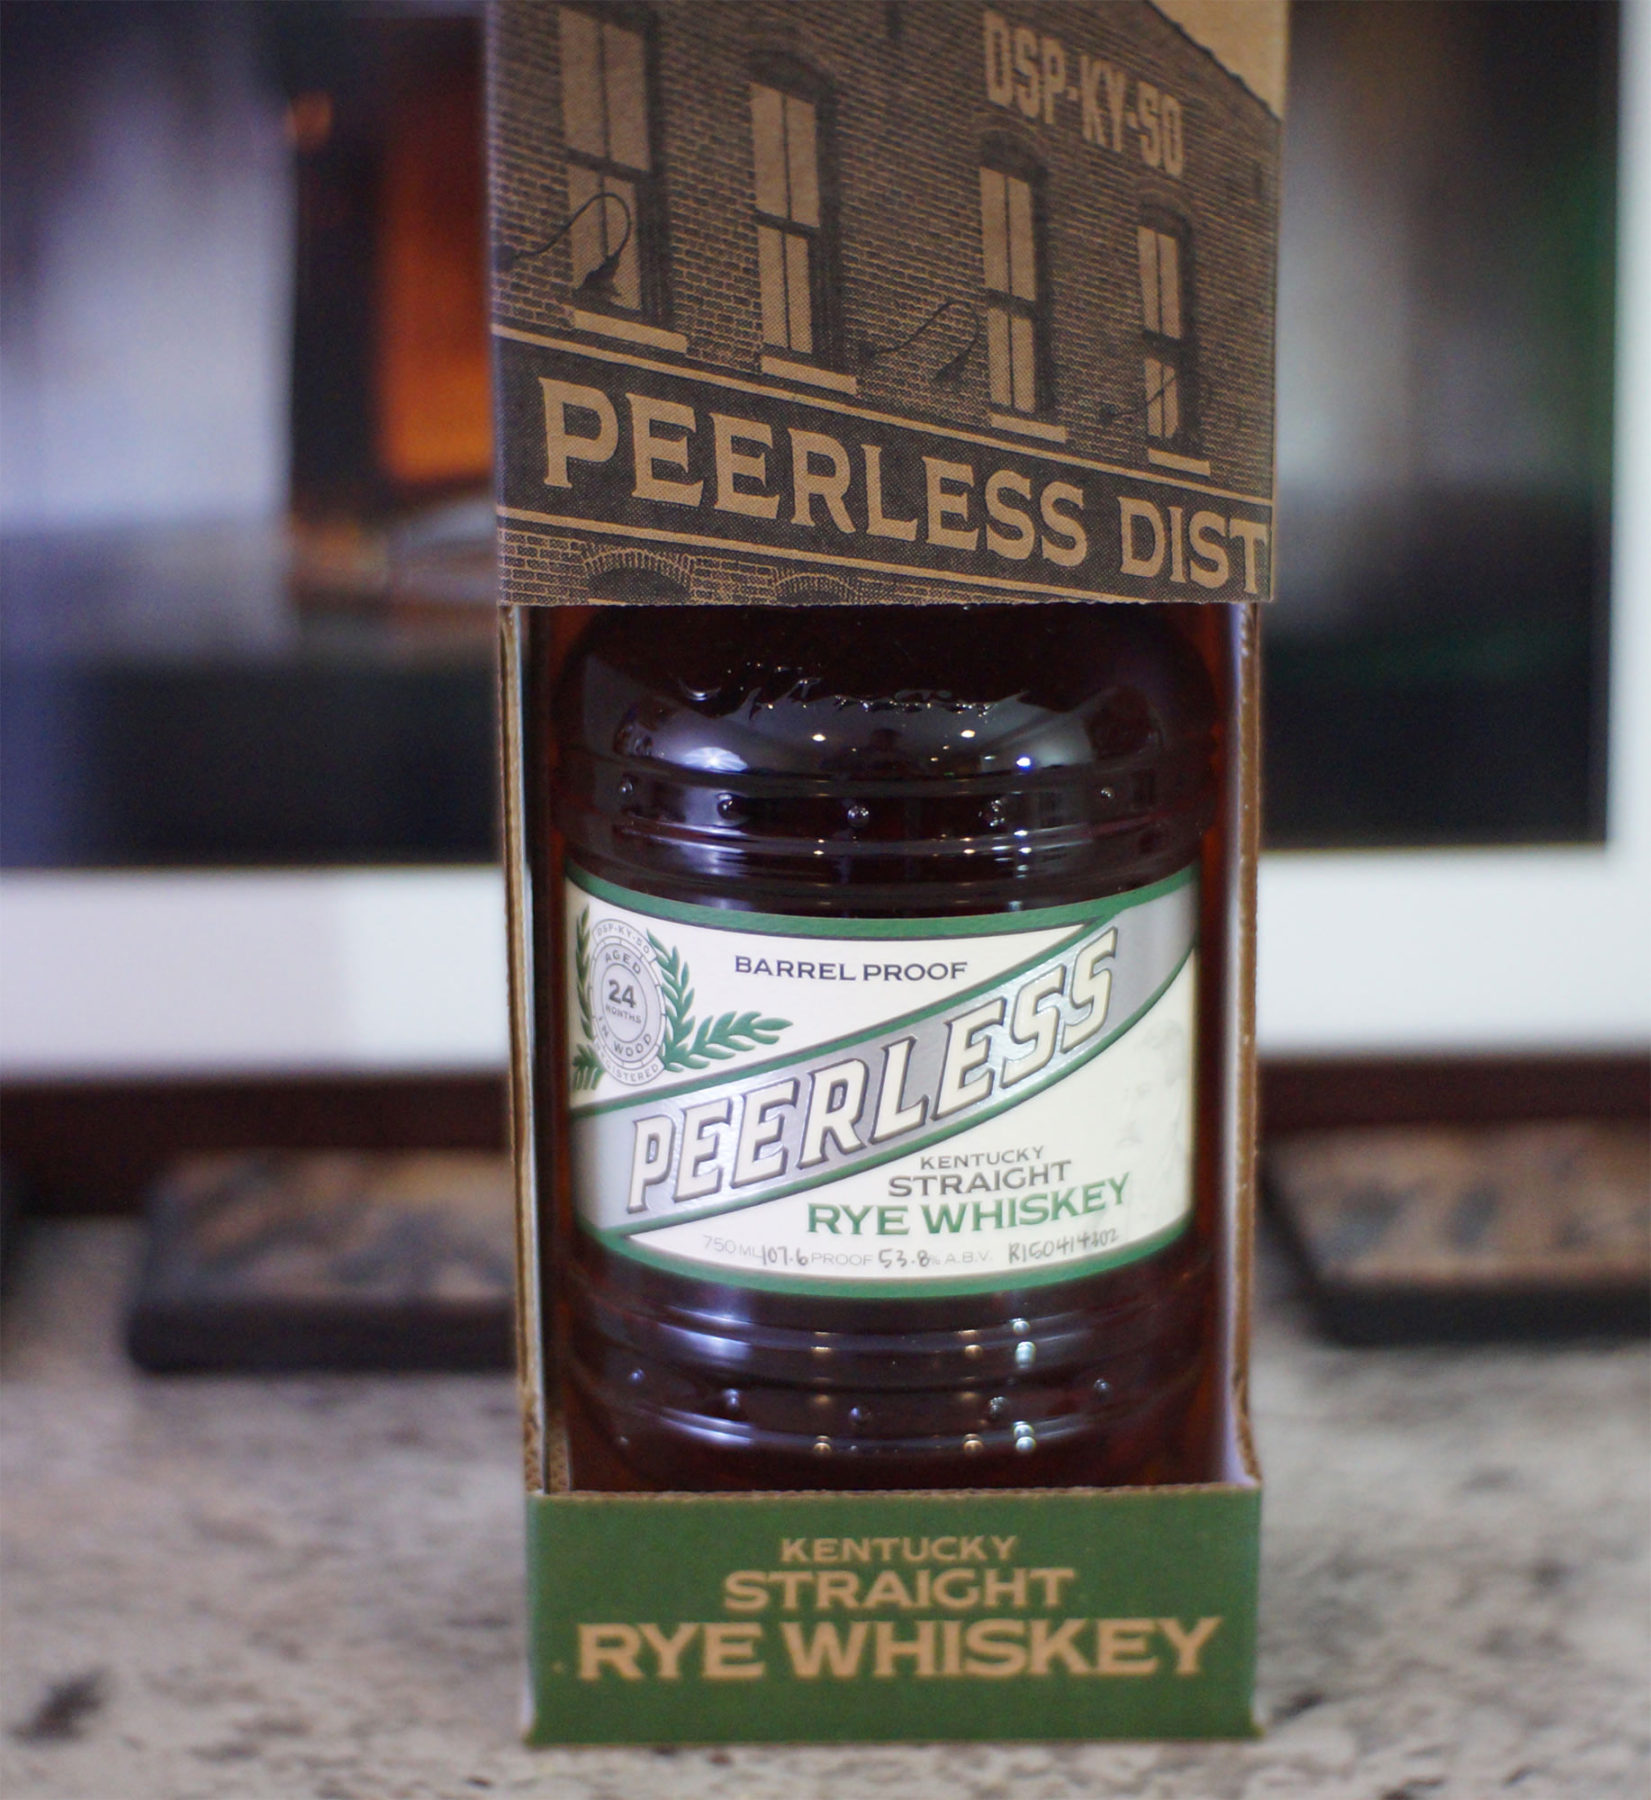 DSP-KY-50
PEERLESS DIST
DSP-KY-50
AGED
24
MONTHS
IN WOOD
REGISTERED
BARREL PROOF
PEERLESS
KENTUCKY
STRAIGHT
RYE WHISKEY
750 ML 107.6 PROOF 53.8% A.B.V.
KENTUCKY
STRAIGHT
RYE WHISKEY